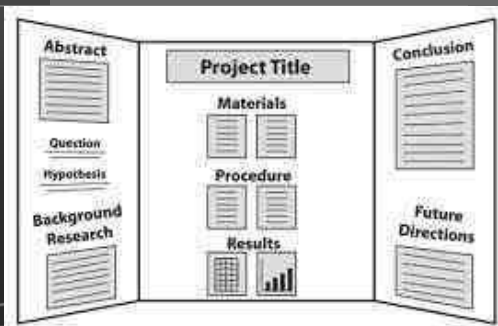 Abstract
Question
Hypothesis
Background
Research
Project Title
Materials
Procedure
Results
Conclusion
Future
Directions